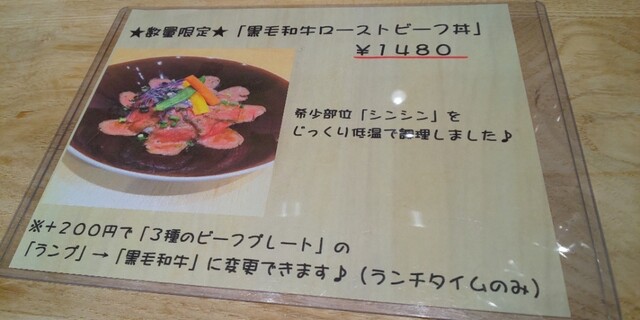 ★数量限定★「黒毛和牛ローストビーフ丼」
￥1480
希少部位「シンシン」を
じっくり低温で調理しました♪
※＋200円で「3種のビーフプレート」の
「ランプ」→「黒毛和牛」に変更できます♪（ランチタイムのみ）